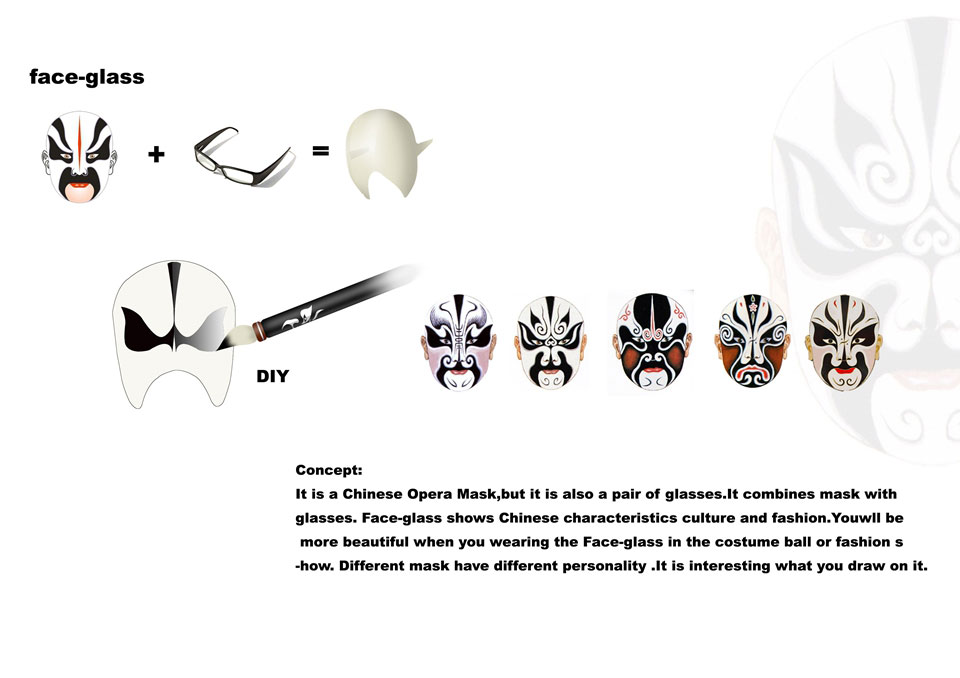 face-glass
+
=
DIY
Concept:
It is a Chinese Opera Mask,but it is also a pair of glasses.It combines mask with
glasses. Face-glass shows Chinese characteristics culture and fashion.Youwll be
more beautiful when you wearing the Face-glass in the costume ball or fashion s
-how. Different mask have different personality .It is interesting what you draw on it.